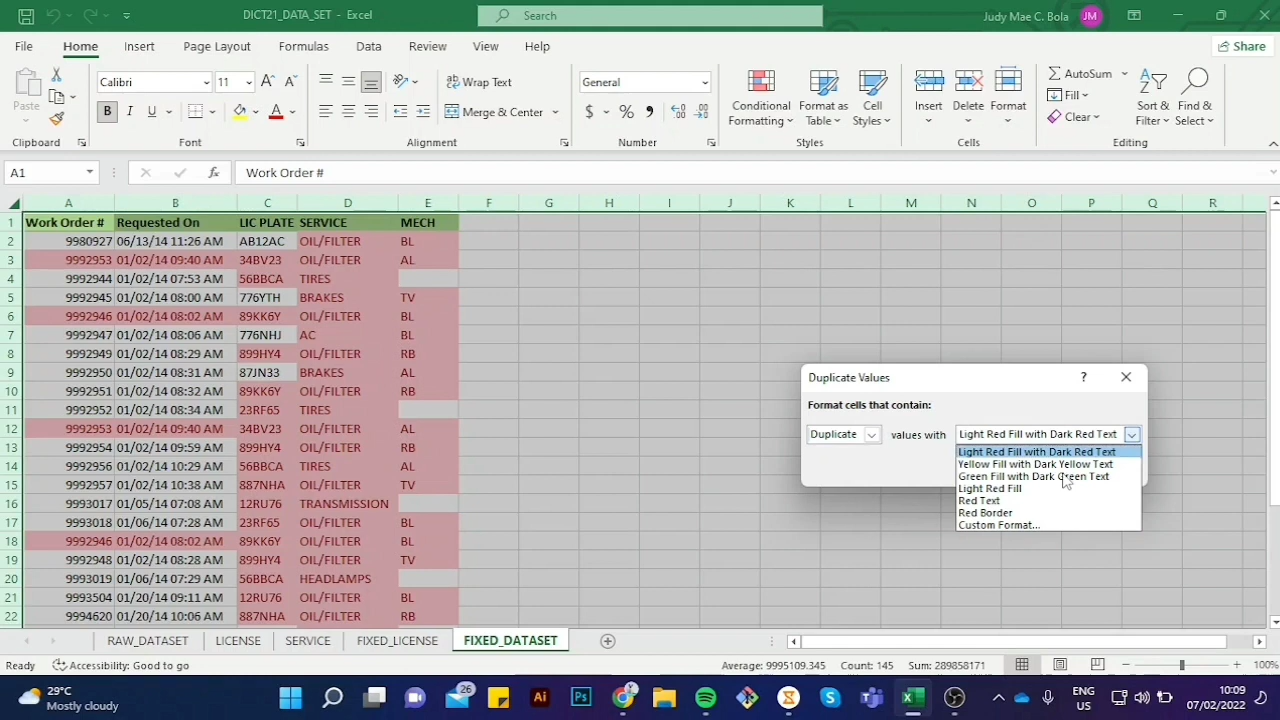 DICT21_DATA_SET - Excel
Search
Judy Mae C. Bola
JM
File Home Insert Page Layout Formulas Data Review View Help
Share
Paste
Calibri 11
Wrap Text
General
Conditional Formatting
Format as Table
Cell Styles
Insert
Delete
Format
AutoSum
Sort & Filter
Find & Select
B I U
Merge & Center
$ %
Fill
Clear
Clipboard Font Alignment Number Styles Cells Editing
A1
fx Work Order #
A B C D E F G H I J K L M N O P Q R
1 Work Order # Requested On LIC PLATE SERVICE MECH
2 9980927 06/13/14 11:26 AM AB12AC OIL/FILTER BL
3 9992953 01/02/14 09:40 AM 34BV23 OIL/FILTER AL
4 9992944 01/02/14 07:53 AM 56BBCA TIRES
5 9992945 01/02/14 08:00 AM 776YTH BRAKES TV
6 9992946 01/02/14 08:02 AM 89KK6Y OIL/FILTER BL
7 9992947 01/02/14 08:06 AM 776NHJ AC BL
8 9992949 01/02/14 08:29 AM 899HY4 OIL/FILTER RB
9 9992950 01/02/14 08:31 AM 87JN33 BRAKES AL
10 9992951 01/02/14 08:32 AM 89KK6Y OIL/FILTER RB
11 9992952 01/02/14 08:34 AM 23RF65 TIRES
12 9992953 01/02/14 09:40 AM 34BV23 OIL/FILTER AL
13 9992954 01/02/14 09:59 AM 899HY4 OIL/FILTER RB
14 9992956 01/02/14 10:29 AM 56BBCA TIRES AL
15 9992957 01/02/14 10:38 AM 887NHA OIL/FILTER TV
16 9993017 01/05/14 07:08 AM 12RU76 TRANSMISSION
17 9993018 01/06/14 07:28 AM 23RF65 OIL/FILTER BL
18 9992946 01/02/14 08:02 AM 89KK6Y OIL/FILTER BL
19 9992948 01/02/14 08:28 AM 899HY4 OIL/FILTER TV
20 9993019 01/06/14 07:29 AM 56BBCA HEADLAMPS
21 9993504 01/20/14 09:11 AM 12RU76 OIL/FILTER BL
22 9994620 01/20/14 10:06 AM 887NHA OIL/FILTER RB
Duplicate Values ?
Format cells that contain:
Duplicate values with Light Red Fill with Dark Red Text
Light Red Fill with Dark Red Text
Yellow Fill with Dark Yellow Text
Green Fill with Dark Green Text
Light Red Fill
Red Text
Red Border
Custom Format...
RAW_DATASET LICENSE SERVICE FIXED_LICENSE FIXED_DATASET
Ready Accessibility: Good to go Average: 9995109.345 Count: 145 Sum: 289858171 100%
29°C
Mostly cloudy
26
Ai
Ps
ENG
US
10:09
07/02/2022